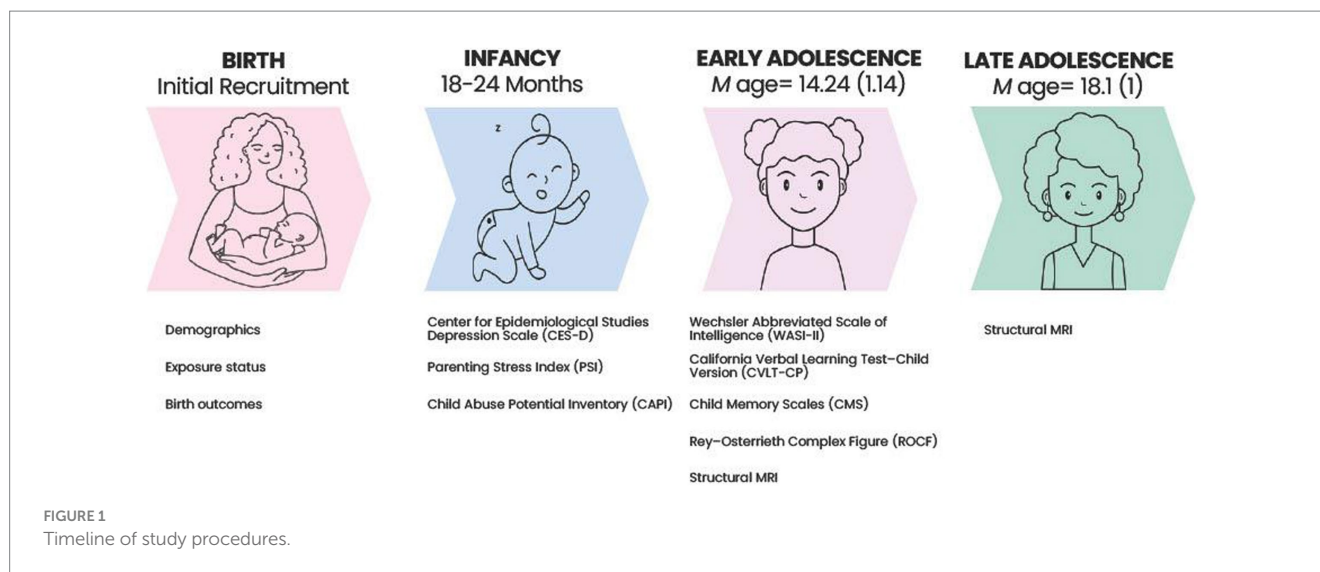 BIRTH
Initial Recruitment
Demographics
Exposure status
Birth outcomes
INFANCY
18-24 Months
z
Center for Epidemiological Studies
Depression Scale (CES-D)
Parenting Stress Index (PSI)
Child Abuse Potential Inventory (CAPI)
EARLY ADOLESCENCE
M age= 14.24 (1.14)
Wechsler Abbreviated Scale of
Intelligence (WASI-II)
California Verbal Learning Test–Child
Version (CVLT-CP)
Child Memory Scales (CMS)
Rey–Osterrieth Complex Figure (ROCF)
Structural MRI
LATE ADOLESCENCE
M age= 18.1 (1)
Structural MRI
FIGURE 1
Timeline of study procedures.